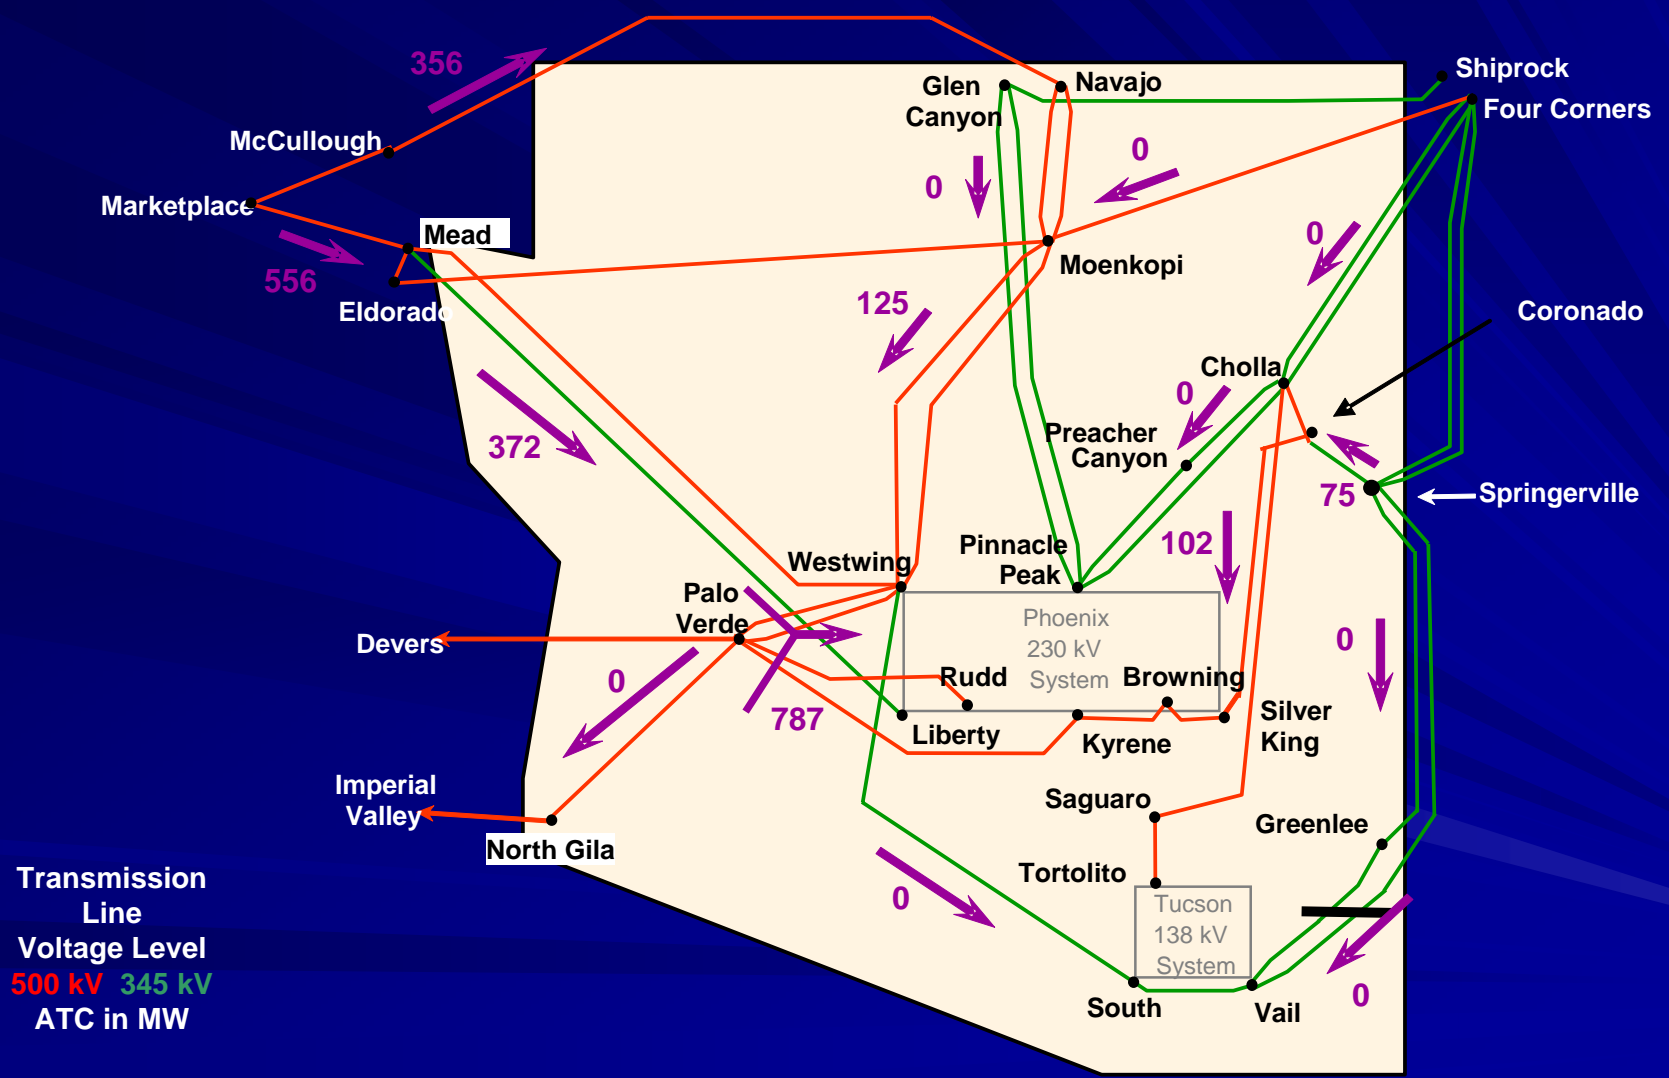 356
Shiprock
Glen
Canyon
Navajo
Four Corners
McCullough
0
0
Marketplace
Mead
0
556
Moenkopi
Eldorado
125
Coronado
Cholla
0
372
Preacher
Canyon
75
Springerville
102
Pinnacle
Peak
Westwing
Palo
Verde
Phoenix
230 kV
System
Devers
0
0
Rudd
Browning
787
Liberty
Kyrene
Silver
King
Imperial
Valley
Saguaro
Greenlee
North Gila
Tortolito
0
Transmission
Line
Voltage Level
500 kV 345 kV
ATC in MW
Tucson
138 kV
System
0
South
Vail